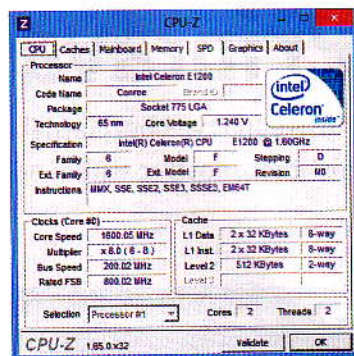 CPU-Z
CPU Caches Mainboard Memory SPD Graphics About
Processor
Name Intel Celeron E1200
Code Name Conroe Brand ID
Package Socket 775 LGA
Technology 65 nm Core Voltage 1.240 V
(intel)
Celeron
inside™
Specification Intel(R) Celeron(R) CPU E1200 @ 1.60GHz
Family 6 Model F Stepping D
Ext. Family 6 Ext. Model F Revision M0
Instructions MMX, SSE, SSE2, SSE3, SSSE3, EM64T
Clocks (Core #0) Cache
Core Speed 1600.05 MHz L1 Data 2 x 32 KBytes 8-way
Multiplier x 8.0 ( 6 - 8 ) L1 Inst. 2 x 32 KBytes 8-way
Bus Speed 200.02 MHz Level 2 512 KBytes 2-way
Rated FSB 800.02 MHz Level 3
Selection Processor #1 Cores 2 Threads 2
CPU-Z 1.65.0.x32 Validate OK